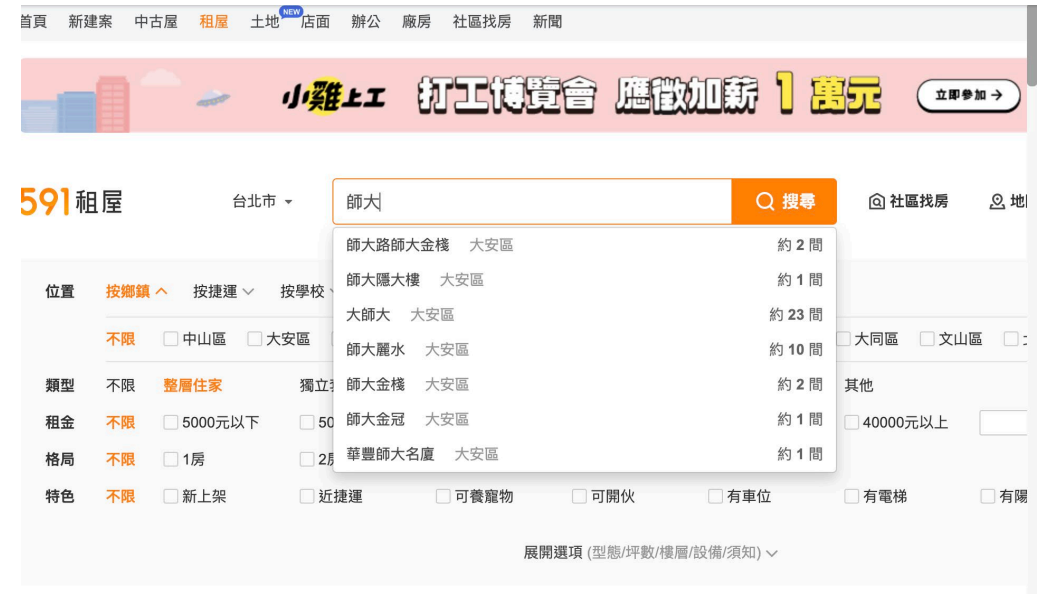 首頁 新建案 中古屋 租屋 土地 NEW 店面 辦公 廠房 社區找房 新聞
小雞上工 打工博覽會 應徵加薪 1 萬元 立即參加 →
591 租屋 台北市 師大 搜尋 社區找房
師大路師大金棧 大安區 約 2 間
師大隱大樓 大安區 約 1 間
位置 按鄉鎮 按捷運 按學校
大師大 大安區 約 23 間
不限 中山區 大安區 大同區 文山區
師大麗水 大安區 約 10 間
類型 不限 整層住家 獨立 其他
師大金棧 大安區 約 2 間
租金 不限 5000元以下 50 40000元以上
師大金冠 大安區 約 1 間
格局 不限 1房 2房
華豐師大名廈 大安區 約 1 間
特色 不限 新上架 近捷運 可養寵物 可開伙 有車位 有電梯 有陽
展開選項 (型態/坪數/樓層/設備/須知)